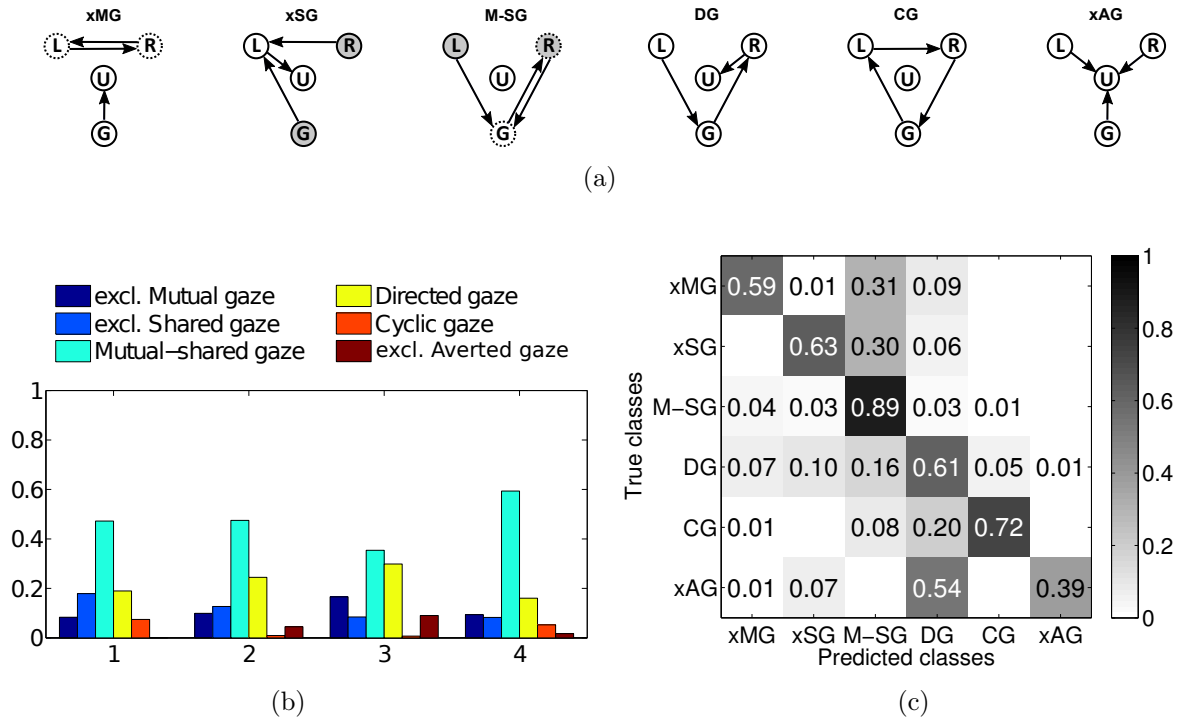 xMG xSG M-SG DG CG xAG
L R L R L R L R L R L R
U U U U U U
G G G G G G
(a)
excl. Mutual gaze Directed gaze
excl. Shared gaze Cyclic gaze
Mutual−shared gaze excl. Averted gaze
1
0.8
0.6
0.4
0.2
0
1 2 3 4
(b)
True classes
xMG 0.59 0.01 0.31 0.09
xSG 0.63 0.30 0.06
M−SG 0.04 0.03 0.89 0.03 0.01
DG 0.07 0.10 0.16 0.61 0.05 0.01
CG 0.01 0.08 0.20 0.72
xAG 0.01 0.07 0.54 0.39
xMG xSG M−SG DG CG xAG
Predicted classes
1
0.8
0.6
0.4
0.2
0
(c)